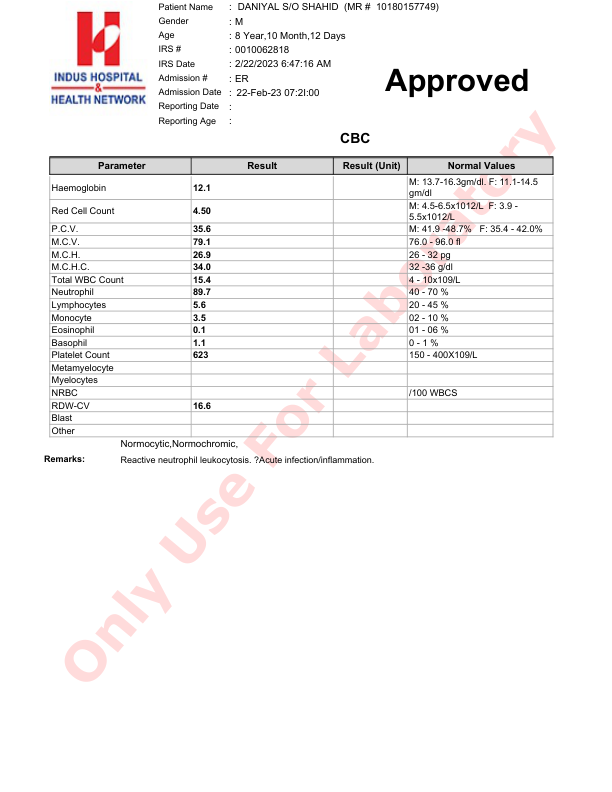 INDUS HOSPITAL
&
HEALTH NETWORK
Patient Name : DANIYAL S/O SHAHID (MR # 10180157749)
Gender : M
Age : 8 Year,10 Month,12 Days
IRS # : 0010062818
IRS Date : 2/22/2023 6:47:16 AM
Admission # : ER
Admission Date : 22-Feb-23 07:2I:00
Reporting Date :
Reporting Age :
Approved
CBC
Parameter Result Result (Unit) Normal Values
Haemoglobin 12.1 M: 13.7-16.3gm/dl. F: 11.1-14.5
gm/dl
Red Cell Count 4.50 M: 4.5-6.5x1012/L F: 3.9 -
5.5x1012/L
P.C.V. 35.6 M: 41.9 -48.7% F: 35.4 - 42.0%
M.C.V. 79.1 76.0 - 96.0 fl
M.C.H. 26.9 26 - 32 pg
M.C.H.C. 34.0 32 -36 g/dl
Total WBC Count 15.4 4 - 10x109/L
Neutrophil 89.7 40 - 70 %
Lymphocytes 5.6 20 - 45 %
Monocyte 3.5 02 - 10 %
Eosinophil 0.1 01 - 06 %
Basophil 1.1 0 - 1 %
Platelet Count 623 150 - 400X109/L
Metamyelocyte
Myelocytes
NRBC /100 WBCS
RDW-CV 16.6
Blast
Other
Normocytic,Normochromic,
Remarks: Reactive neutrophil leukocytosis. ?Acute infection/inflammation.
Only Use For Laboratory